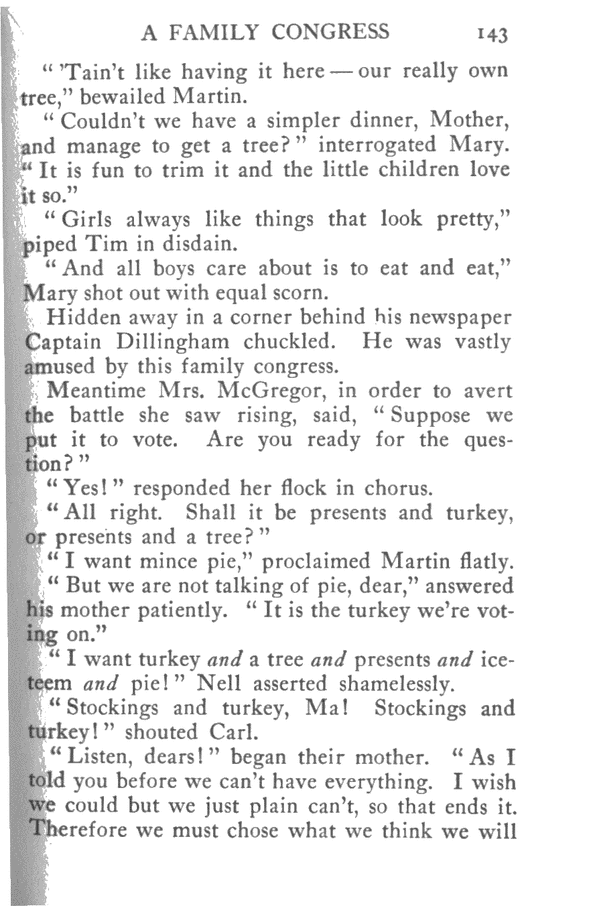 A FAMILY CONGRESS 143
“ 'Tain't like having it here — our really own
tree,” bewailed Martin.
“ Couldn't we have a simpler dinner, Mother,
and manage to get a tree? ” interrogated Mary.
“ It is fun to trim it and the little children love
it so.”
“ Girls always like things that look pretty,”
piped Tim in disdain.
“ And all boys care about is to eat and eat,”
Mary shot out with equal scorn.
Hidden away in a corner behind his newspaper
Captain Dillingham chuckled. He was vastly
amused by this family congress.
Meantime Mrs. McGregor, in order to avert
the battle she saw rising, said, “ Suppose we
put it to vote. Are you ready for the ques-
tion? ”
“ Yes! ” responded her flock in chorus.
“ All right. Shall it be presents and turkey,
or presents and a tree? ”
“ I want mince pie,” proclaimed Martin flatly.
“ But we are not talking of pie, dear,” answered
his mother patiently. “ It is the turkey we're vot-
ing on.”
“ I want turkey and a tree and presents and ice-
teem and pie! ” Nell asserted shamelessly.
“ Stockings and turkey, Ma! Stockings and
turkey! ” shouted Carl.
“ Listen, dears! ” began their mother. “ As I
told you before we can't have everything. I wish
we could but we just plain can't, so that ends it.
Therefore we must chose what we think we will